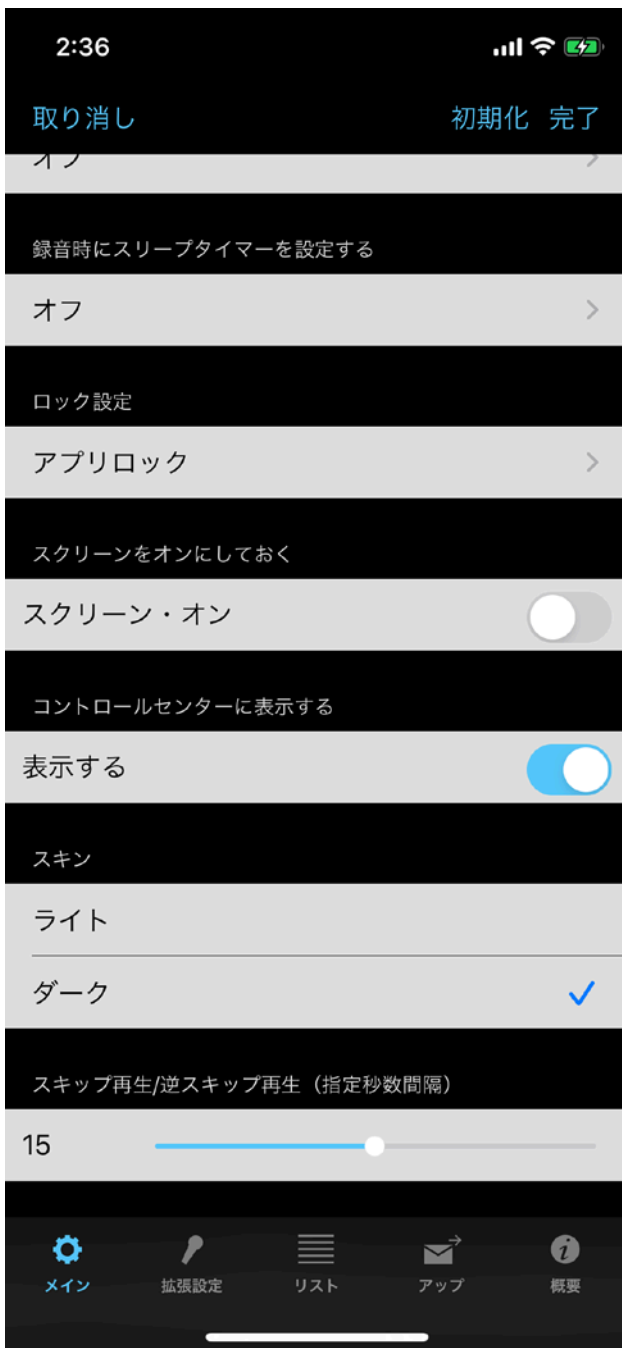 2:36
取り消し
初期化 完了
オフ
録音時にスリープタイマーを設定する
オフ
ロック設定
アプリロック
スクリーンをオンにしておく
スクリーン・オン
コントロールセンターに表示する
表示する
スキン
ライト
ダーク
スキップ再生/逆スキップ再生（指定秒数間隔）
15
メイン 拡張設定 リスト アップ 概要